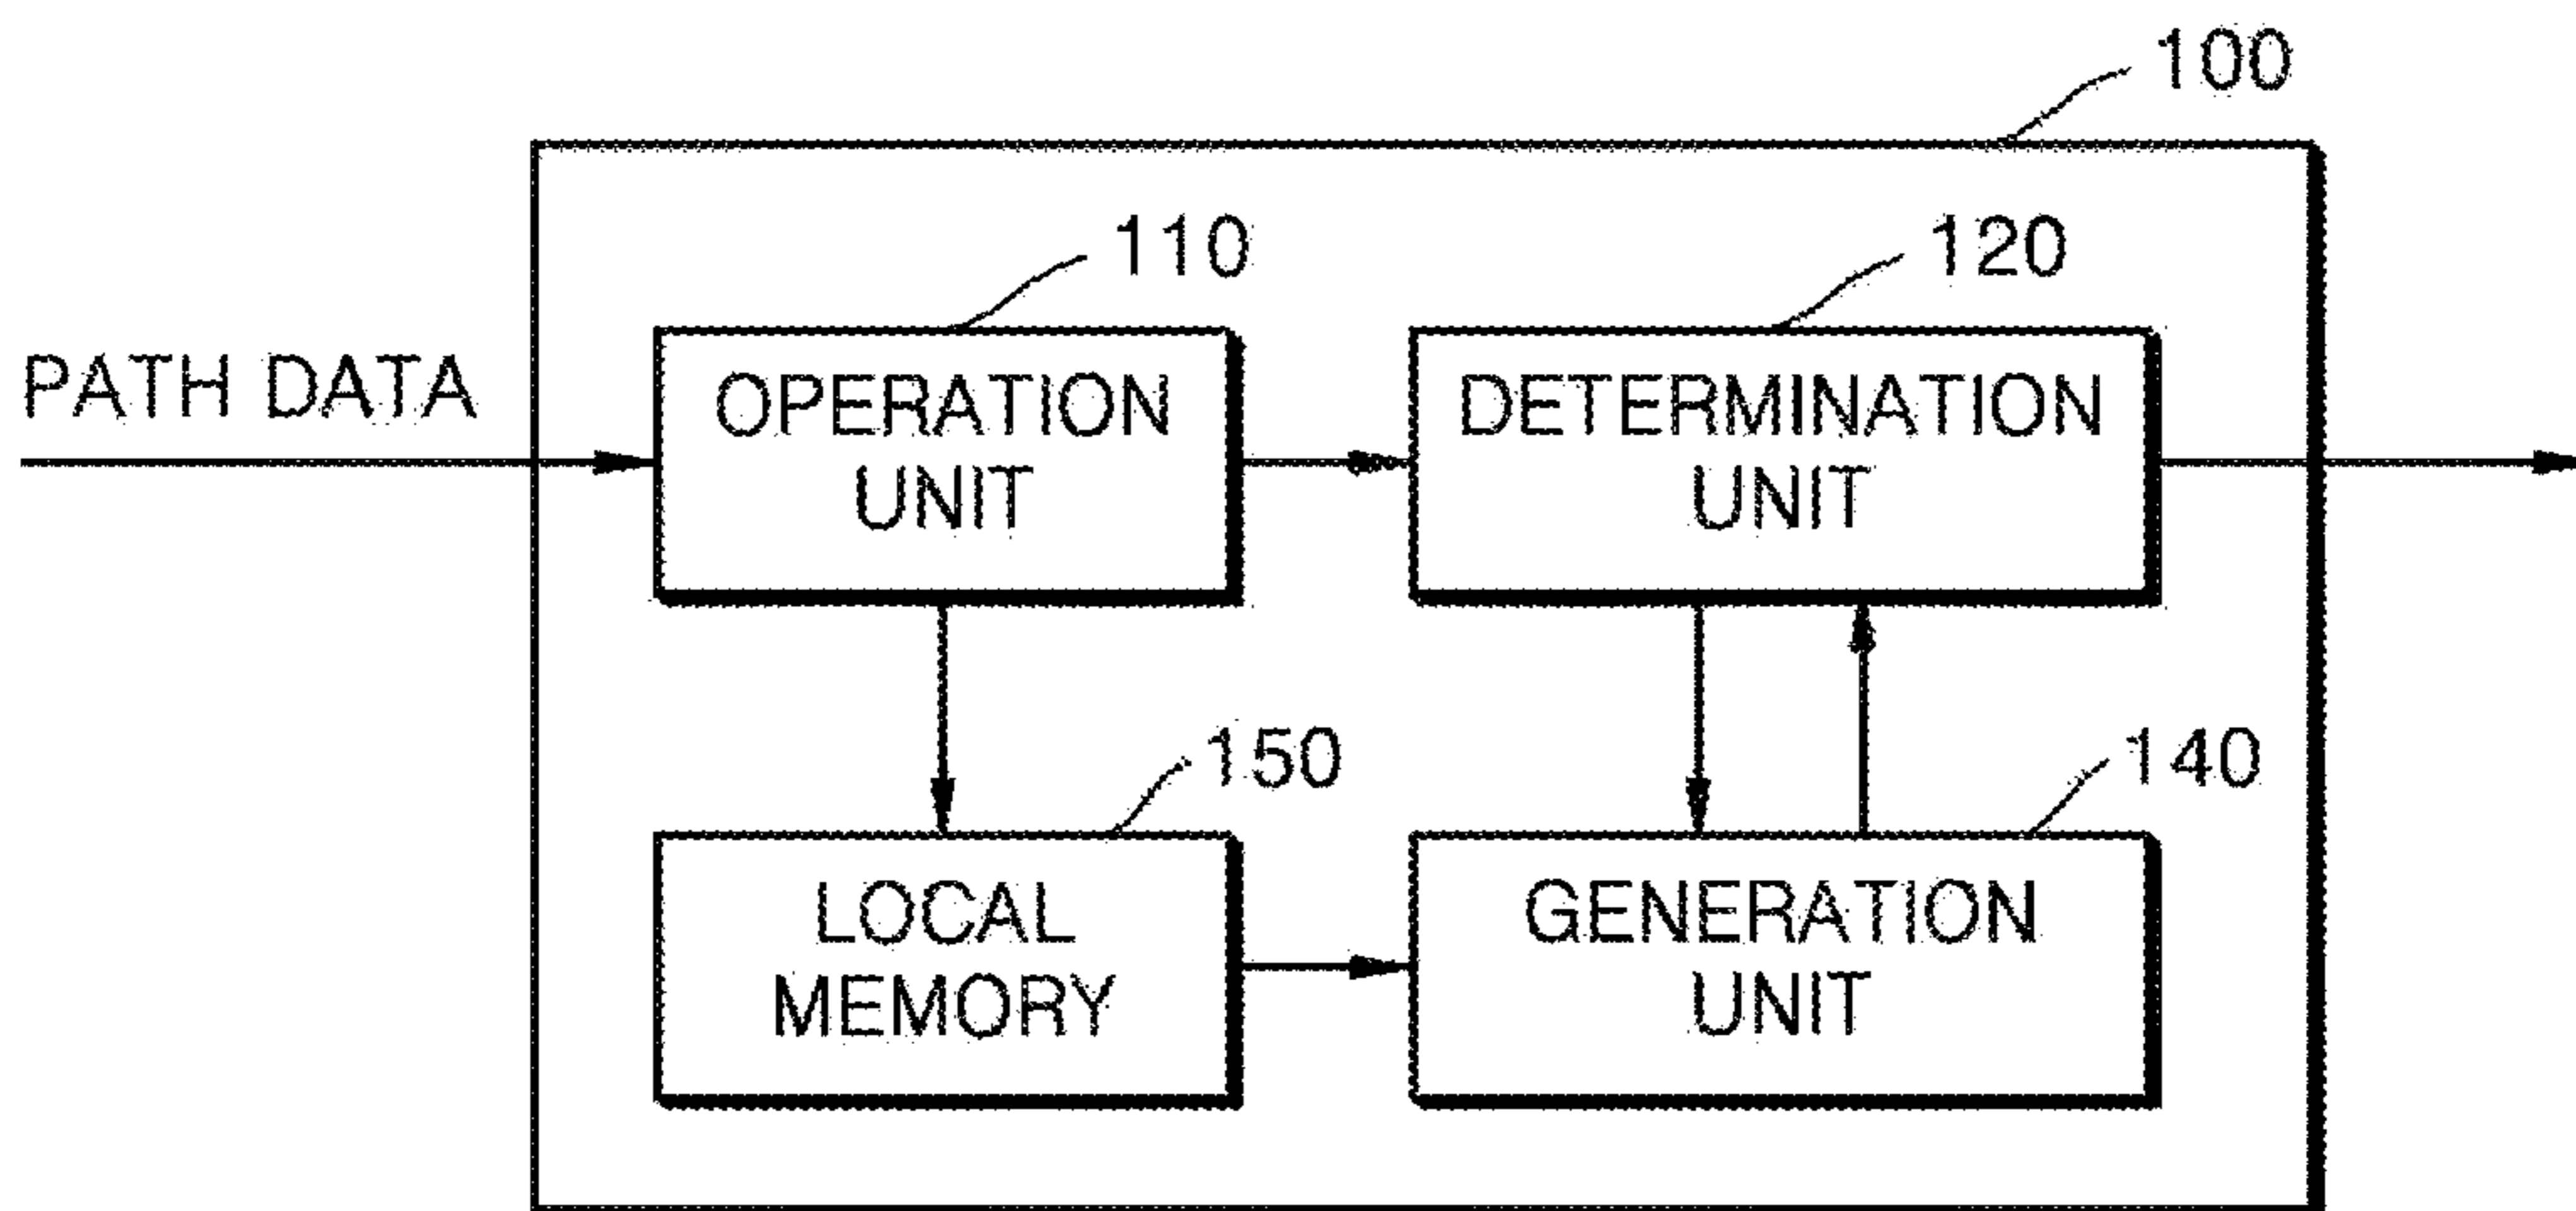 100
110
120
PATH DATA
OPERATION
UNIT
DETERMINATION
UNIT
150
140
LOCAL
MEMORY
GENERATION
UNIT